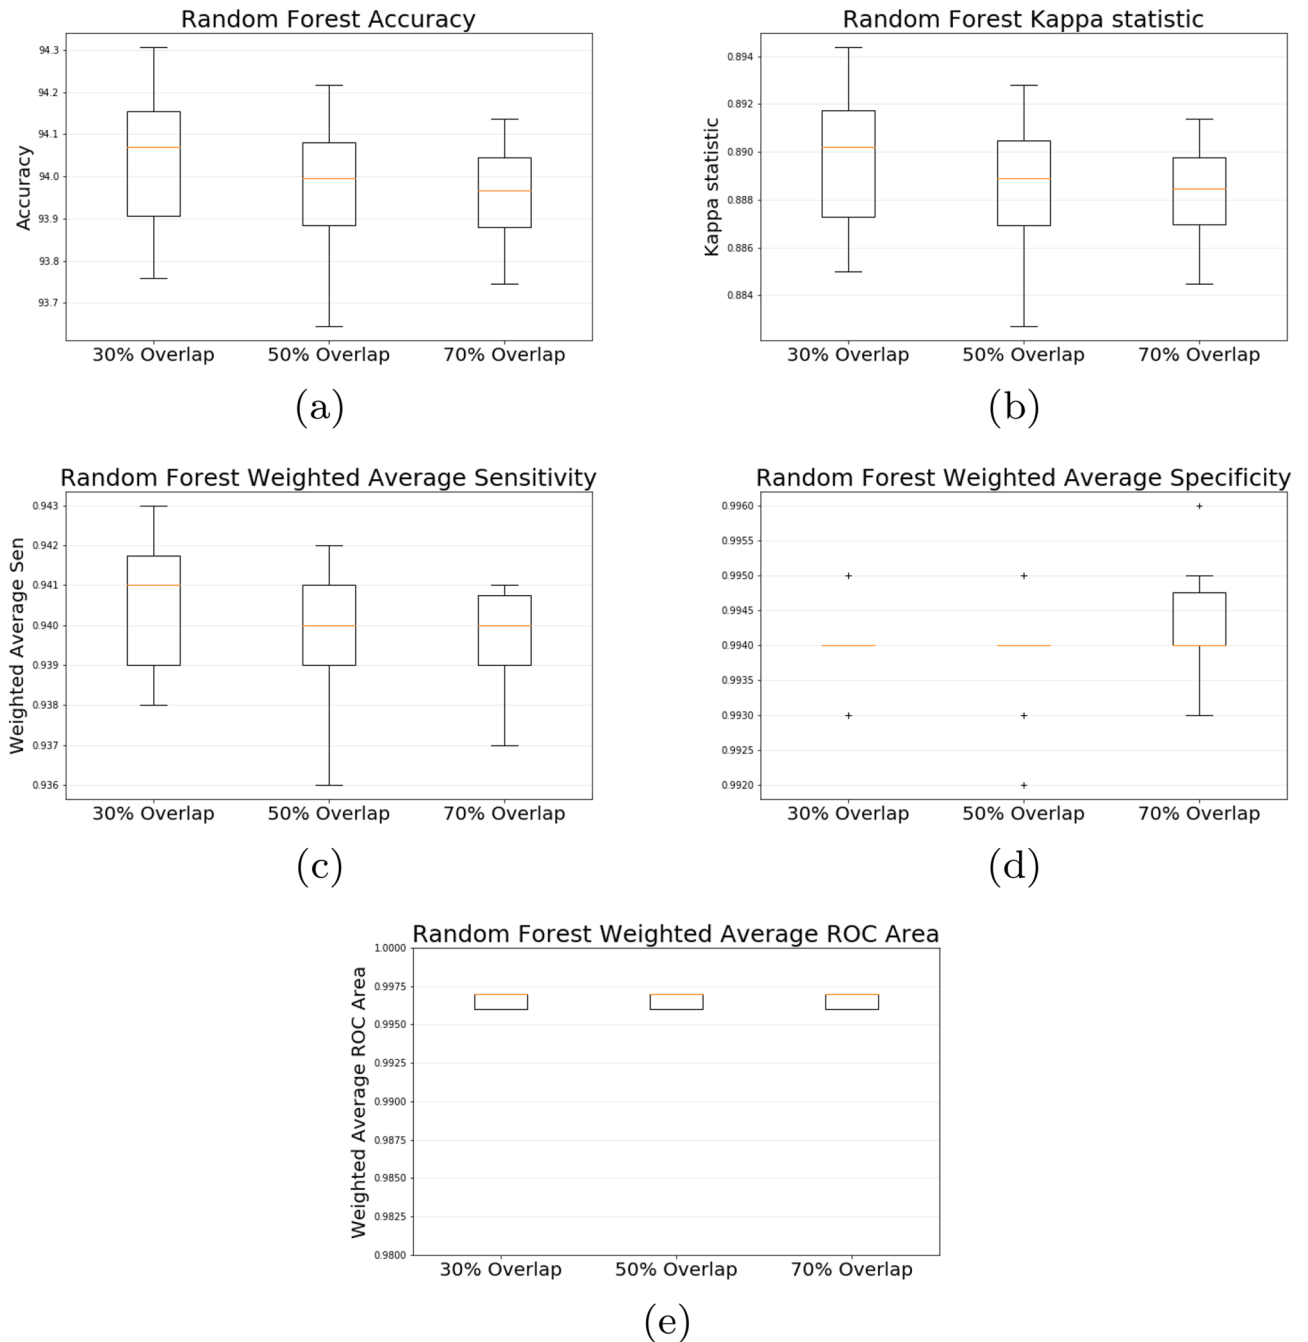 Random Forest Accuracy
Accuracy
94.3
94.2
94.1
94.0
93.9
93.8
93.7
30% Overlap 50% Overlap 70% Overlap
(a)
Random Forest Kappa statistic
Kappa statistic
0.894
0.892
0.890
0.888
0.886
0.884
30% Overlap 50% Overlap 70% Overlap
(b)
Random Forest Weighted Average Sensitivity
Weighted Average Sen
0.943
0.942
0.941
0.940
0.939
0.938
0.937
0.936
30% Overlap 50% Overlap 70% Overlap
(c)
Random Forest Weighted Average Specificity
0.9960
0.9955
0.9950
0.9945
0.9940
0.9935
0.9930
0.9925
0.9920
30% Overlap 50% Overlap 70% Overlap
(d)
Random Forest Weighted Average ROC Area
Weighted Average ROC Area
1.0000
0.9975
0.9950
0.9925
0.9900
0.9875
0.9850
0.9825
0.9800
30% Overlap 50% Overlap 70% Overlap
(e)